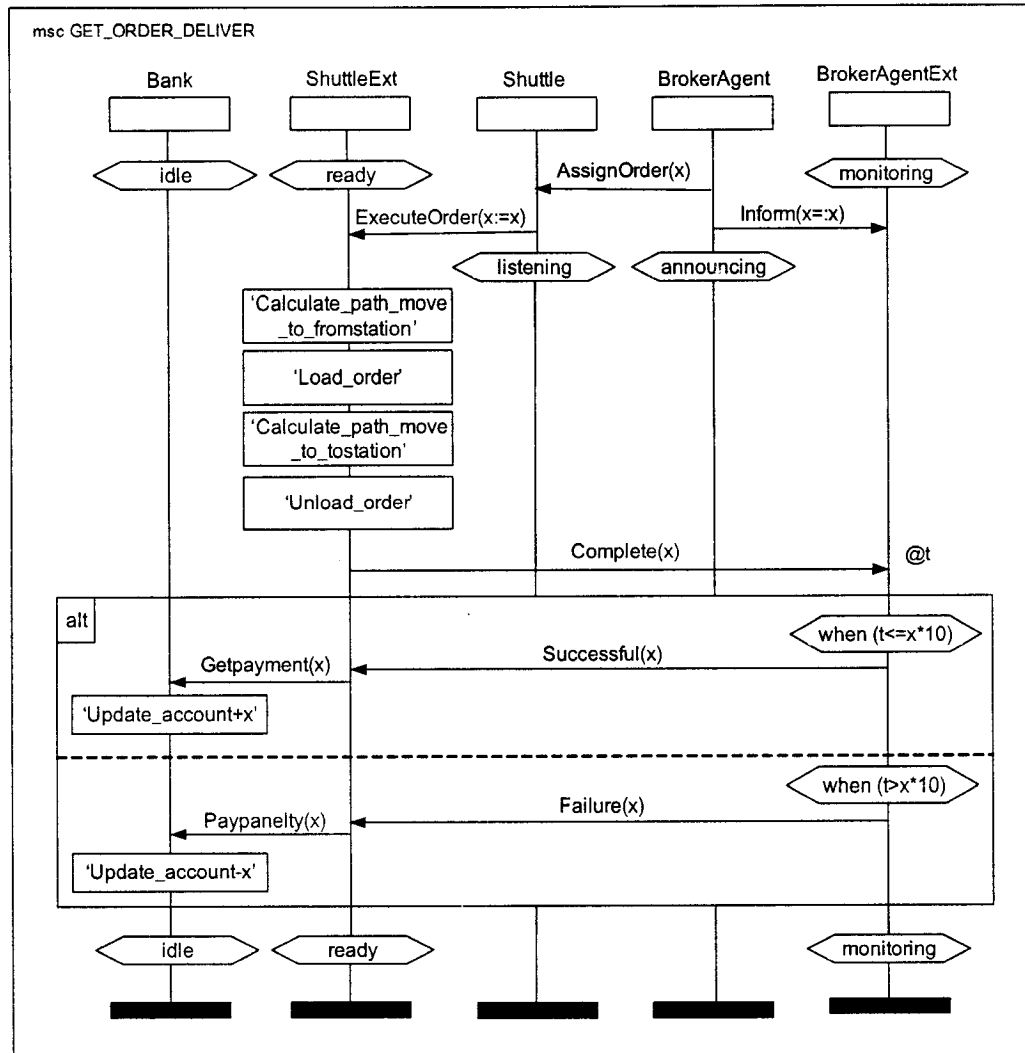 msc GET_ORDER_DELIVER
Bank
ShuttleExt
Shuttle
BrokerAgent
BrokerAgentExt
idle
ready
AssignOrder(x)
monitoring
ExecuteOrder(x:=x)
Inform(x=:x)
listening
announcing
‘Calculate_path_move
_to_fromstation’
‘Load_order’
‘Calculate_path_move
_to_tostation’
‘Unload_order’
Complete(x)
@t
alt
when (t<=x*10)
Successful(x)
Getpayment(x)
‘Update_account+x’
when (t>x*10)
Failure(x)
Paypanelty(x)
‘Update_account-x’
idle
ready
monitoring